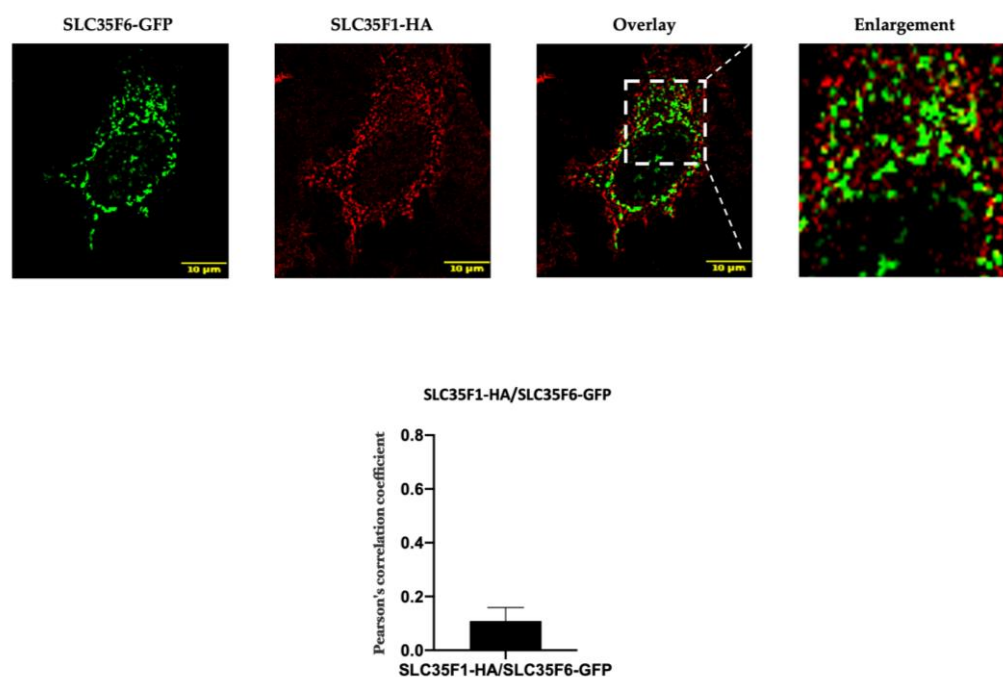 SLC35F6-GFP
SLC35F1-HA
Overlay
Enlargement
10 µm
10 µm
10 µm
SLC35F1-HA/SLC35F6-GFP
Pearson's correlation coefficient
0.8
0.6
0.4
0.2
0.0
SLC35F1-HA/SLC35F6-GFP